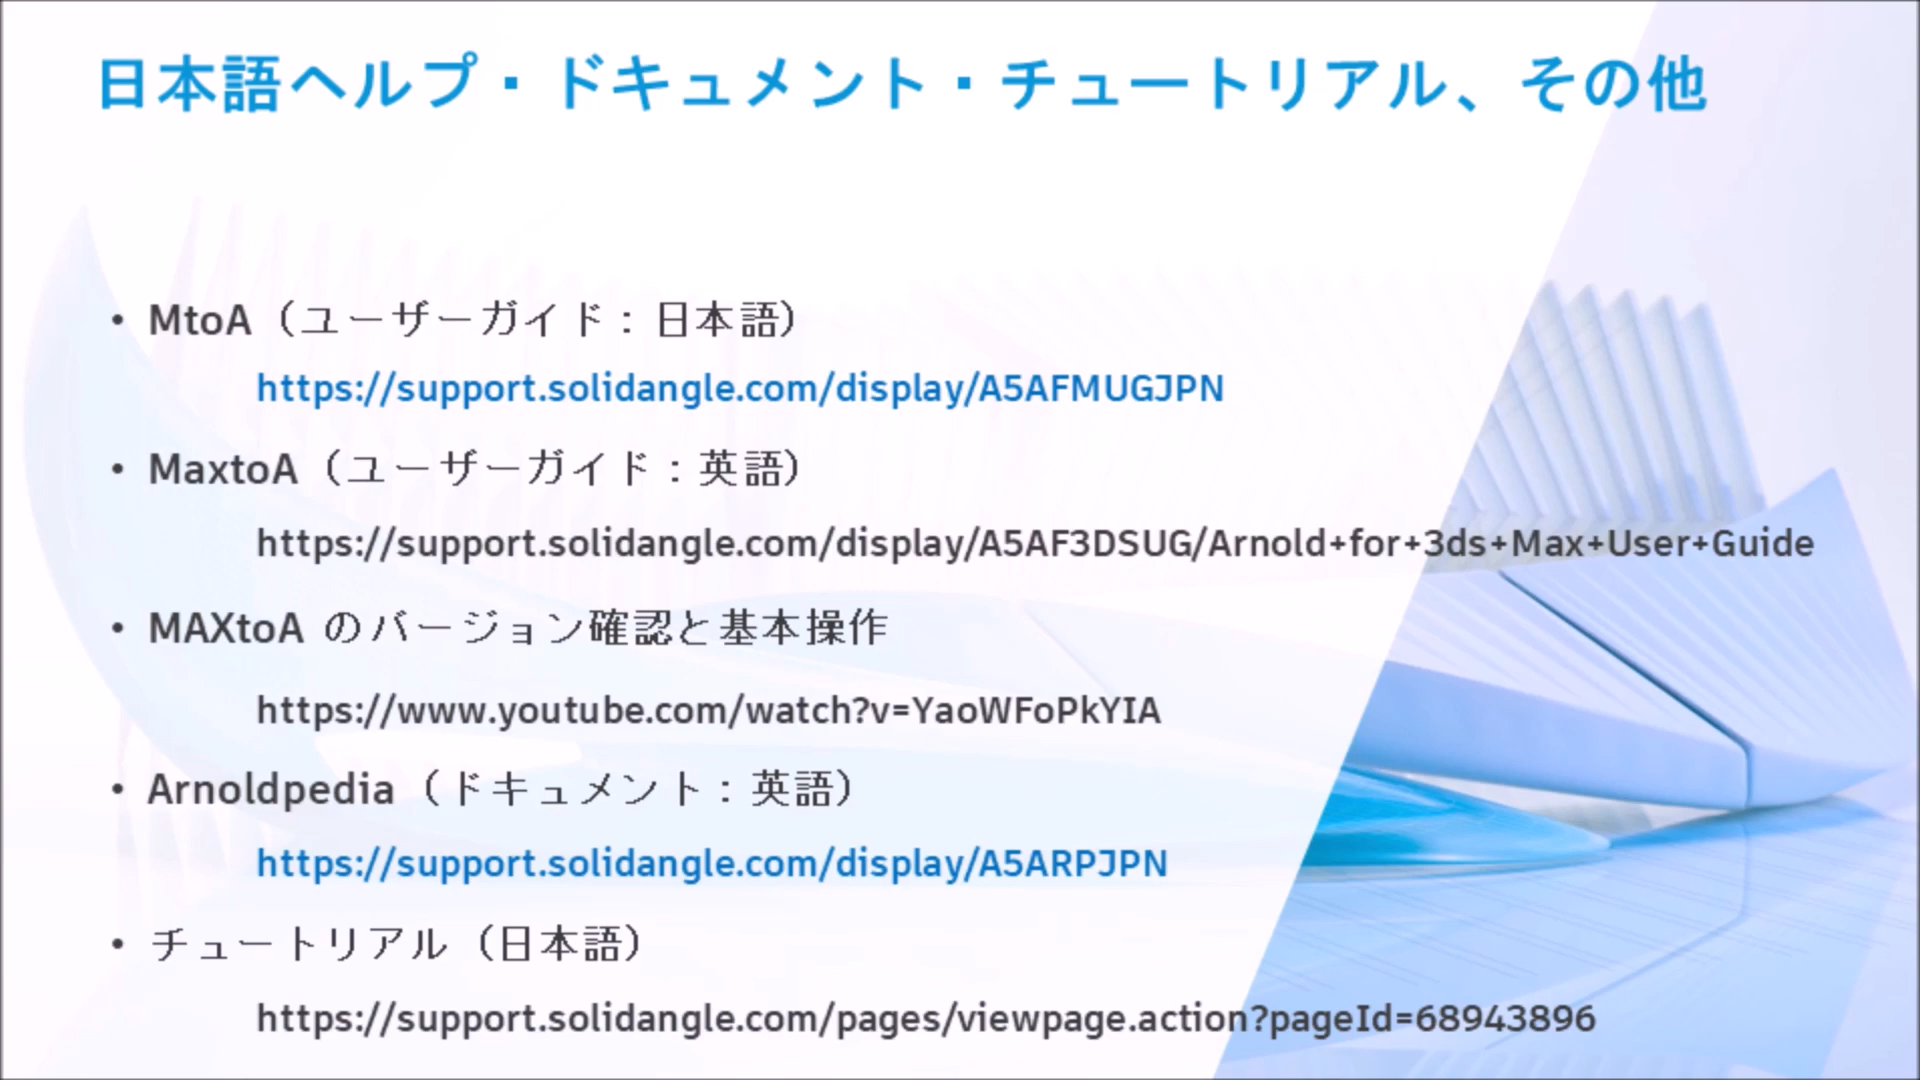 日本語ヘルプ・ドキュメント・チュートリアル、その他
• MtoA（ユーザーガイド：日本語）
https://support.solidangle.com/display/A5AFMUGJPN
• MaxtoA（ユーザーガイド：英語）
https://support.solidangle.com/display/A5AF3DSUG/Arnold+for+3ds+Max+User+Guide
• MAXtoA のバージョン確認と基本操作
https://www.youtube.com/watch?v=YaoWFoPkYIA
• Arnoldpedia（ドキュメント：英語）
https://support.solidangle.com/display/A5ARPJPN
• チュートリアル（日本語）
https://support.solidangle.com/pages/viewpage.action?pageId=68943896